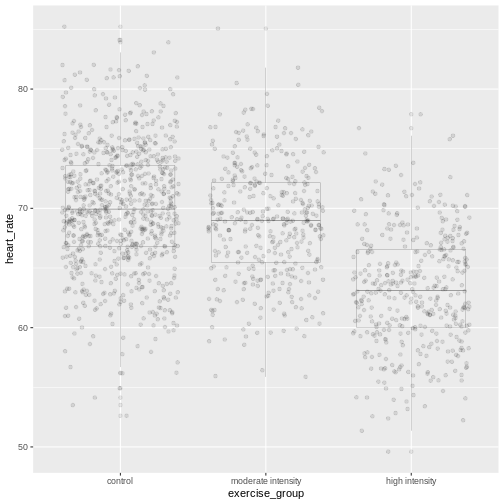 heart_rate
80
70
60
50
control
moderate intensity
high intensity
exercise_group